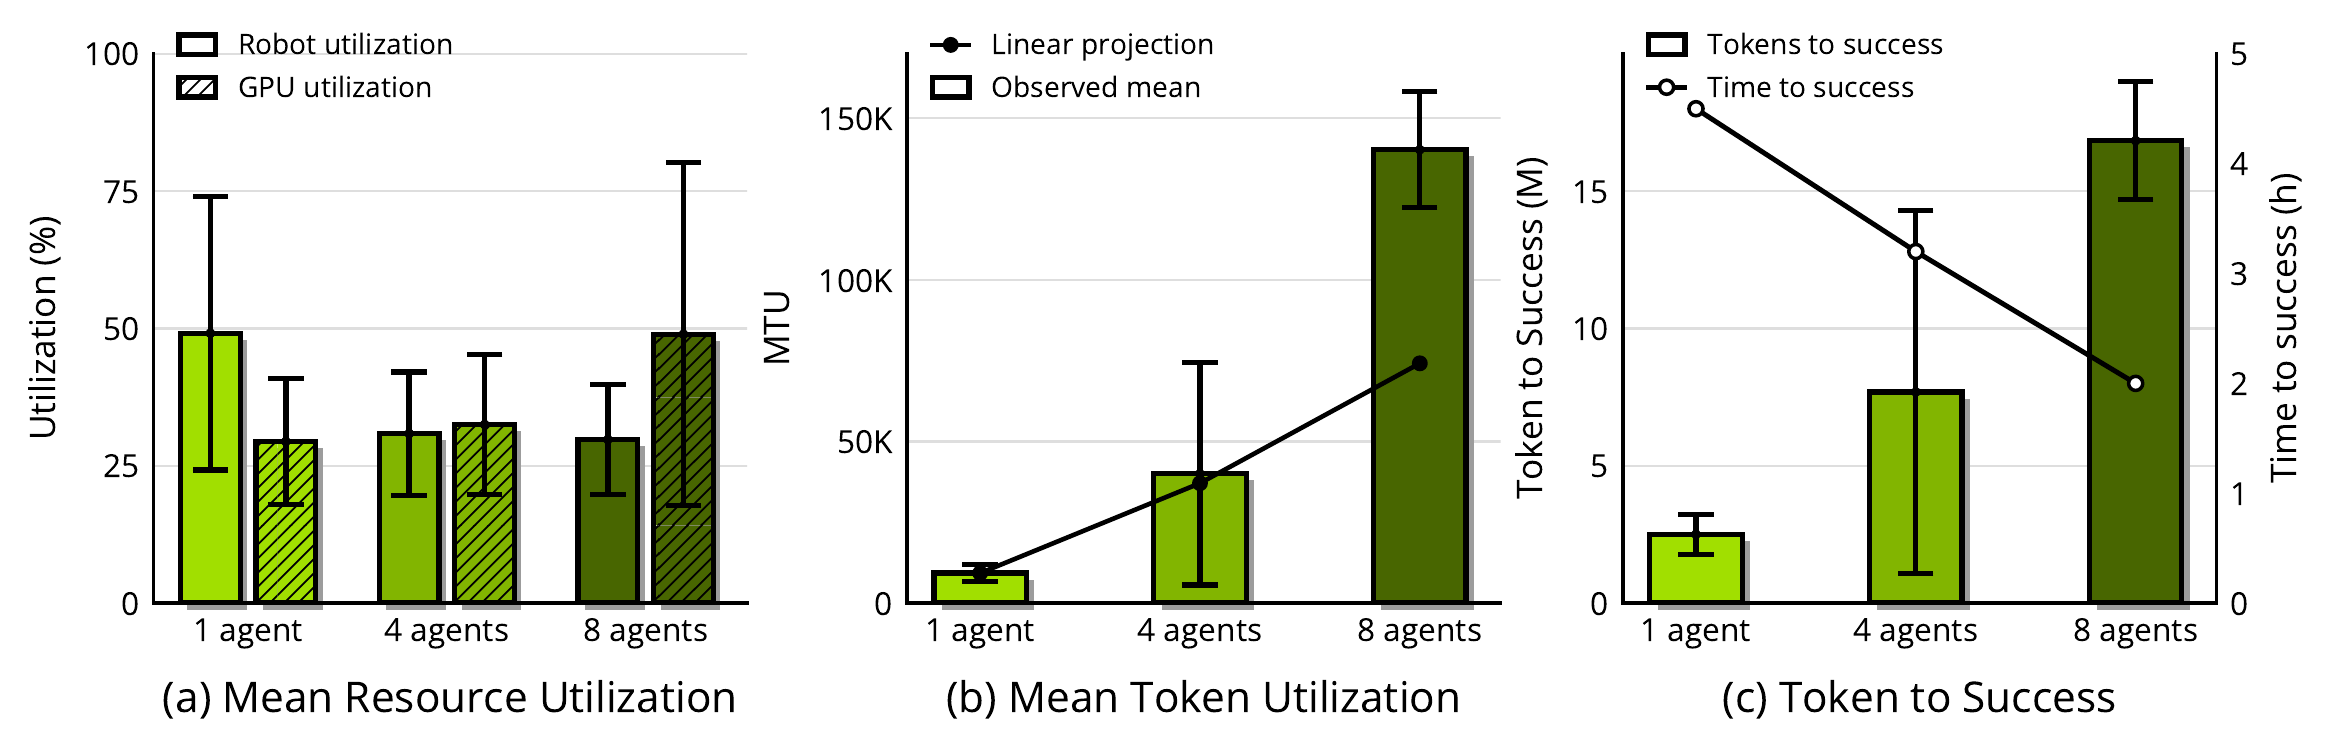 Utilization (%)
100
75
50
25
0
Robot utilization
GPU utilization
1 agent
4 agents
8 agents
(a) Mean Resource Utilization
MTU
150K
100K
50K
0
Linear projection
Observed mean
1 agent
4 agents
8 agents
(b) Mean Token Utilization
Token to Success (M)
15
10
5
0
Tokens to success
Time to success
5
4
3
2
1
0
Time to success (h)
1 agent
4 agents
8 agents
(c) Token to Success